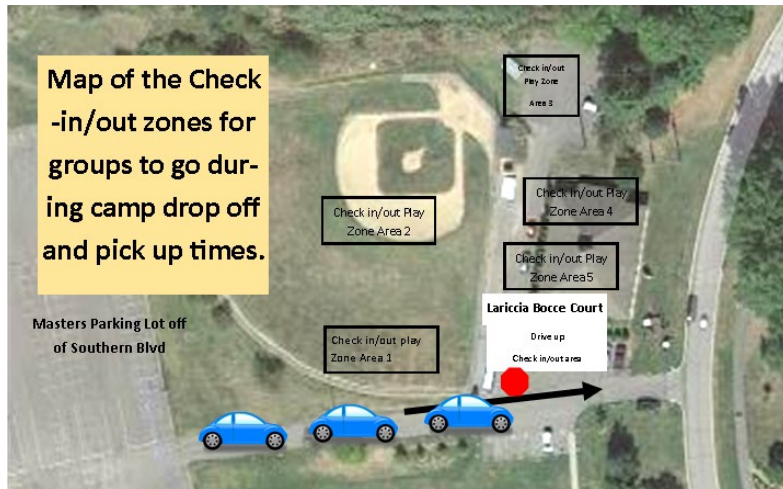 Map of the Check
-in/out zones for
groups to go dur-
ing camp drop off
and pick up times.
Masters Parking Lot off
of Southern Blvd
Check in/out
Play Zone
Area 3
Check in/out Play
Zone Area 4
Check in/out Play
Zone Area 2
Check in/out Play
Zone Area 5
Lariccia Bocce Court
Drive up
Check in/out area
Check in/out play
Zone Area 1